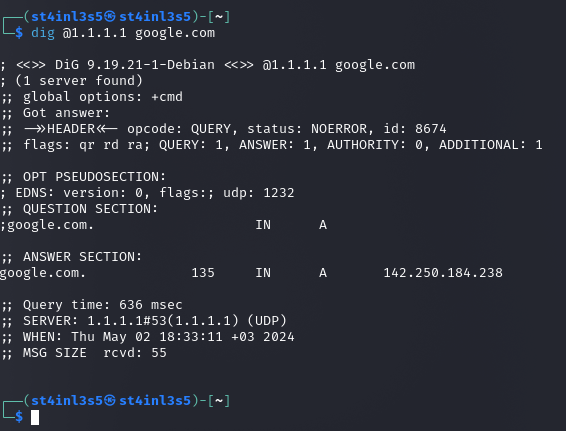 ┌──(st4inl3s5㉿st4inl3s5)-[~]
└─$ dig @1.1.1.1 google.com

; <<>> DiG 9.19.21-1-Debian <<>> @1.1.1.1 google.com
; (1 server found)
;; global options: +cmd
;; Got answer:
;; ->>HEADER<<- opcode: QUERY, status: NOERROR, id: 8674
;; flags: qr rd ra; QUERY: 1, ANSWER: 1, AUTHORITY: 0, ADDITIONAL: 1

;; OPT PSEUDOSECTION:
; EDNS: version: 0, flags:; udp: 1232
;; QUESTION SECTION:
;google.com.                    IN      A

;; ANSWER SECTION:
google.com.             135     IN      A       142.250.184.238

;; Query time: 636 msec
;; SERVER: 1.1.1.1#53(1.1.1.1) (UDP)
;; WHEN: Thu May 02 18:33:11 +03 2024
;; MSG SIZE  rcvd: 55

┌──(st4inl3s5㉿st4inl3s5)-[~]
└─$